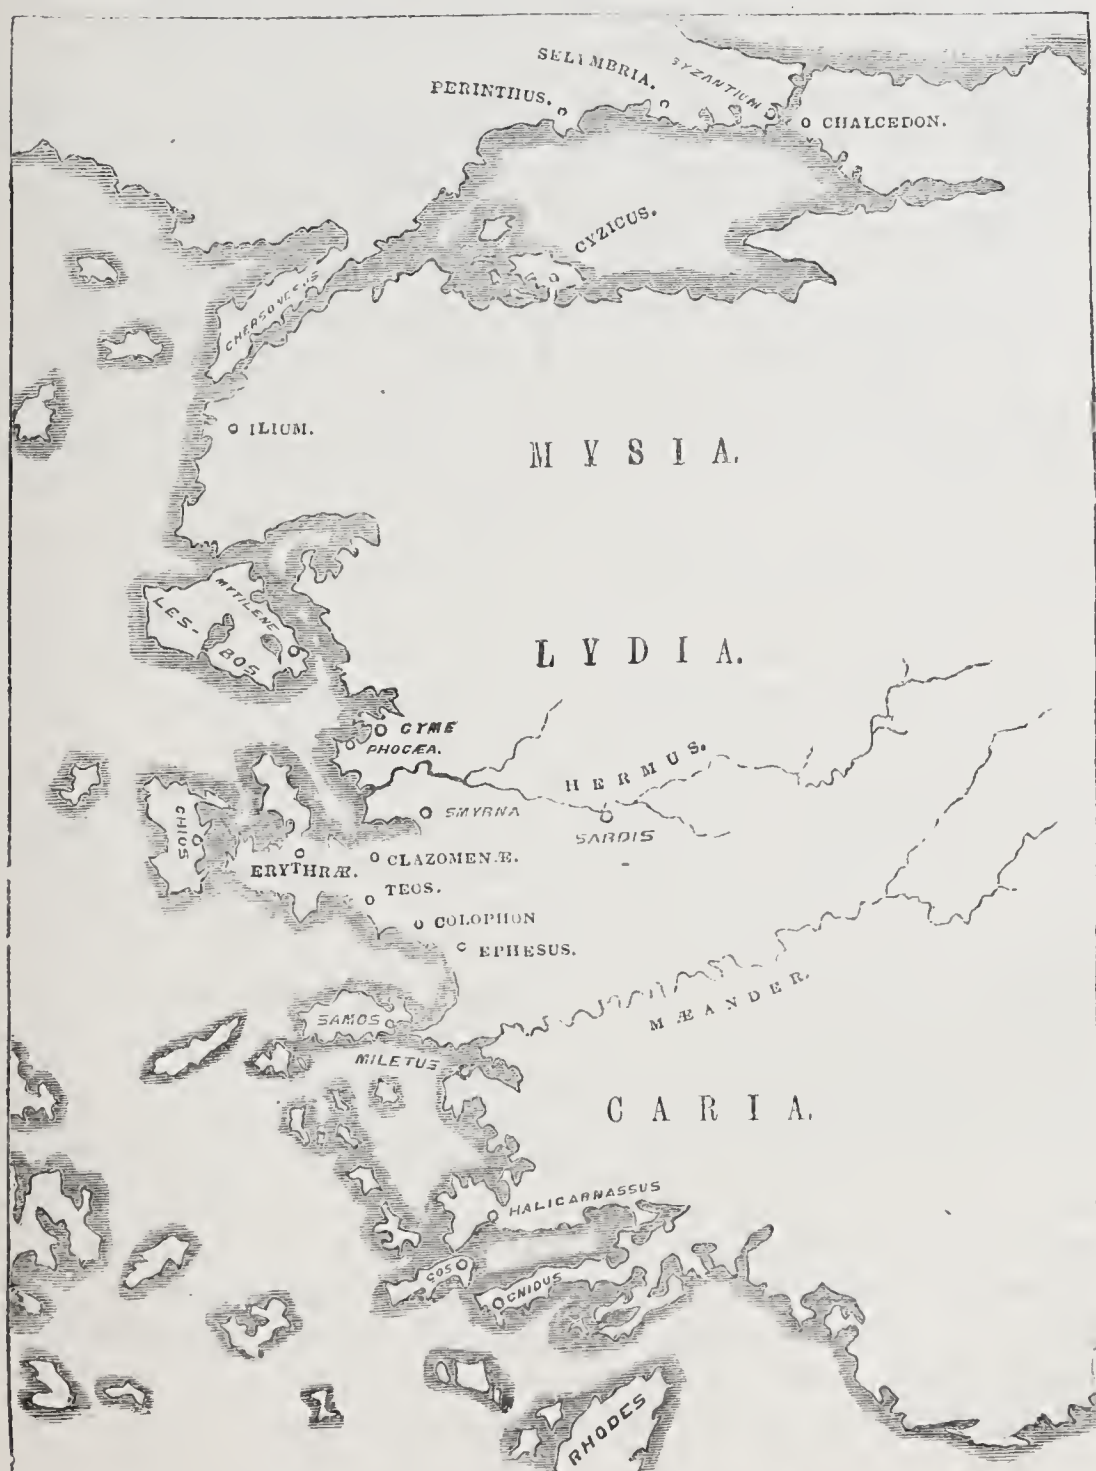 SELYMBRIA.
BYZANTIUM
PERINTHUS.
CHALCEDON.
CYZICUS.
CHERSONESUS
ILIUM.
MYSIA.
MYTILENE
LES-
BOS
LYDIA.
CYME
PHOCÆA.
HERMUS.
SMYRNA
SARDIS
CHIOS
CLAZOMENÆ.
ERYTHRÆ.
TEOS.
COLOPHON
EPHESUS.
MÆANDER.
SAMOS
MILETUS
CARIA.
HALICARNASSUS
COS
CNIDUS
RHODES